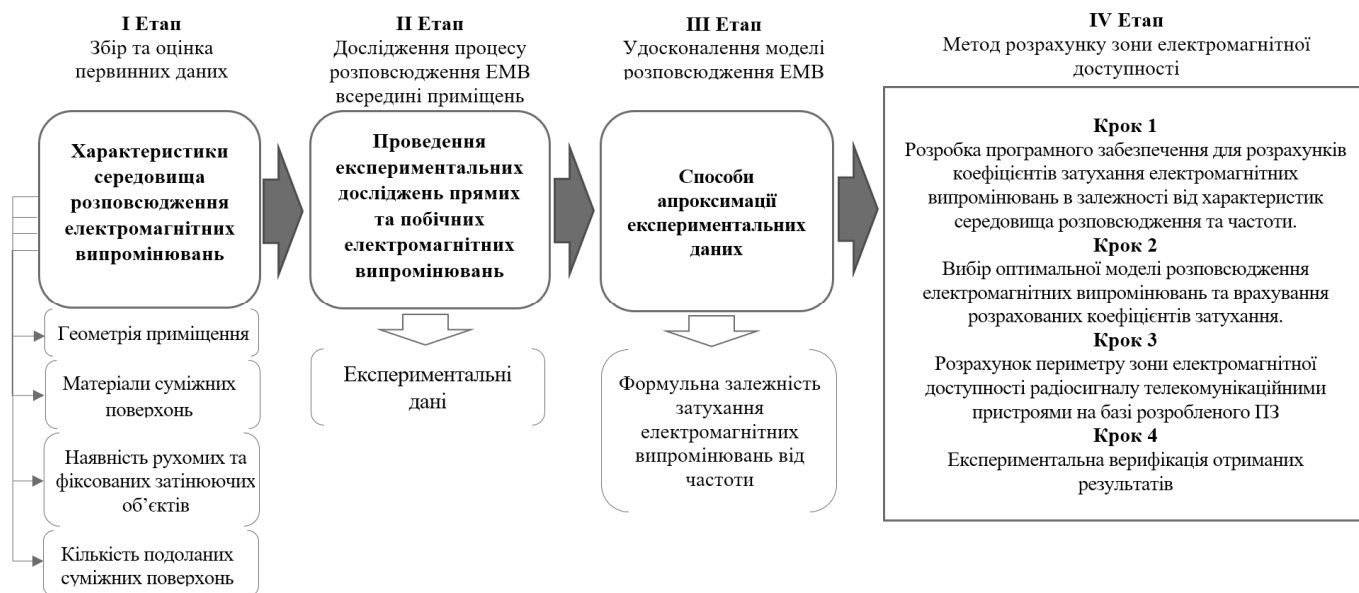 І Етап
Збір та оцінка
первинних даних
Характеристики
середовища
розповсюдження
електромагнітних
випромінювань
Геометрія приміщення
Матеріали суміжних
поверхонь
Наявність рухомих та
фіксованих затінюючих
об’єктів
Кількість подоланих
суміжних поверхонь
ІІ Етап
Дослідження процесу
розповсюдження ЕМВ
всередині приміщень
Проведення
експериментальних
досліджень прямих
та побічних
електромагнітних
випромінювань
Експериментальні
дані
ІІІ Етап
Удосконалення моделі
розповсюдження ЕМВ
Способи
апроксимації
експериментальних
даних
Формульна залежність
затухання
електромагнітних
випромінювань від
частоти
IV Етап
Метод розрахунку зони електромагнітної
доступності
Крок 1
Розробка програмного забезпечення для розрахунків
коефіцієнтів затухання електромагнітних
випромінювань в залежності від характеристик
середовища розповсюдження та частоти.
Крок 2
Вибір оптимальної моделі розповсюдження
електромагнітних випромінювань та врахування
розрахованих коефіцієнтів затухання.
Крок 3
Розрахунок периметру зони електромагнітної
доступності радіосигналу телекомунікаційними
пристроями на базі розробленого ПЗ
Крок 4
Експериментальна верифікація отриманих
результатів